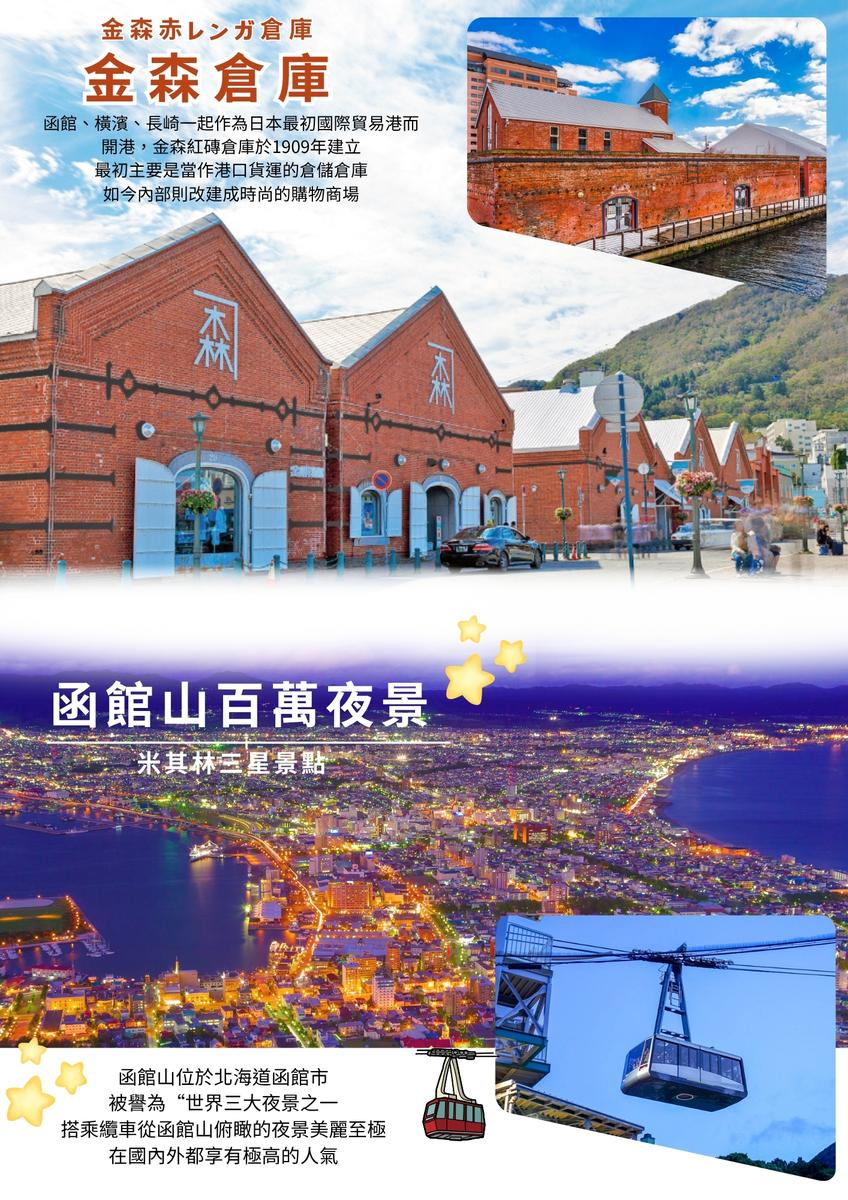 金森赤レンガ倉庫
金森倉庫
函館、橫濱、長崎一起作為日本最初國際貿易港而
開港，金森紅磚倉庫於1909年建立
最初主要是當作港口貨運的倉儲倉庫
如今內部則改建成時尚的購物商場
森
森
函館山百萬夜景
米其林三星景點
函館山位於北海道函館市
被譽為“世界三大夜景之一
搭乘纜車從函館山俯瞰的夜景美麗至極
在國內外都享有極高的人氣